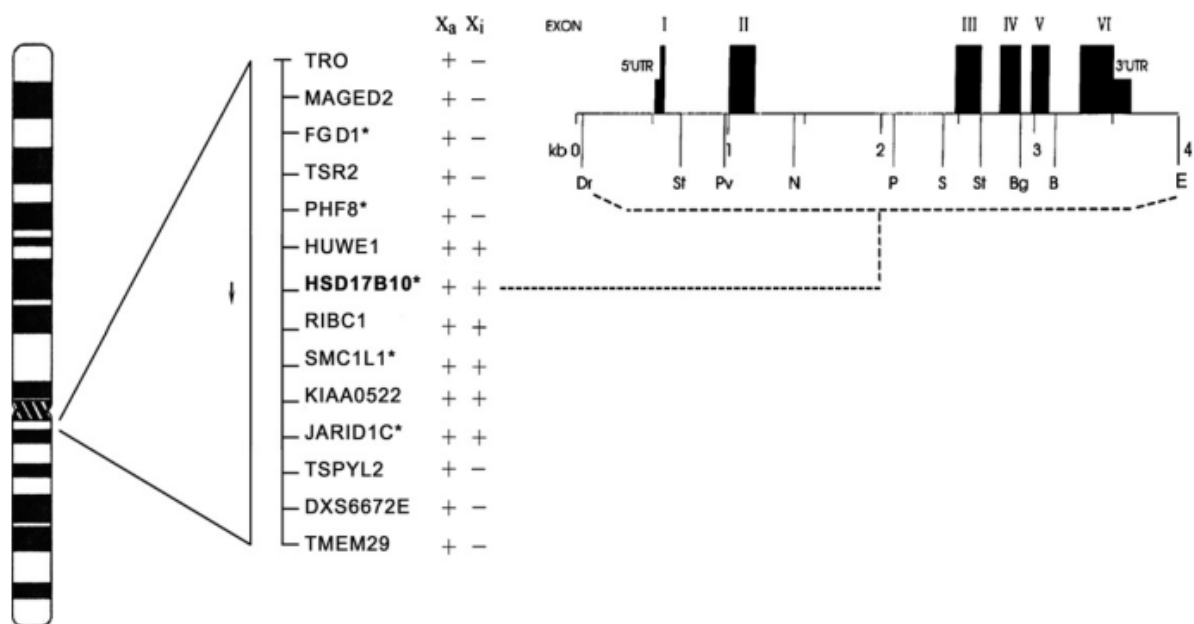 Xa Xi
TRO + −
MAGED2 + −
FGD1* + −
TSR2 + −
PHF8* + −
HUWE1 + +
HSD17B10* + +
RIBC1 + +
SMC1L1* + +
KIAA0522 + +
JARID1C* + +
TSPYL2 + −
DXS6672E + −
TMEM29 + −
EXON I II III IV V VI
5'UTR 3'UTR
kb 0 1 2 3 4
Dr St Pv N P S St Bg B E